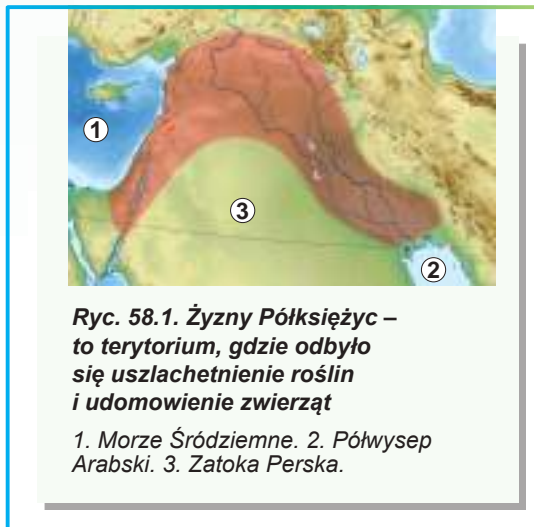 1
3
2
Ryc. 58.1. Żyzny Półksiężyc –
to terytorium, gdzie odbyło
się uszlachetnienie roślin
i udomowienie zwierząt
1. Morze Śródziemne. 2. Półwysep
Arabski. 3. Zatoka Perska.